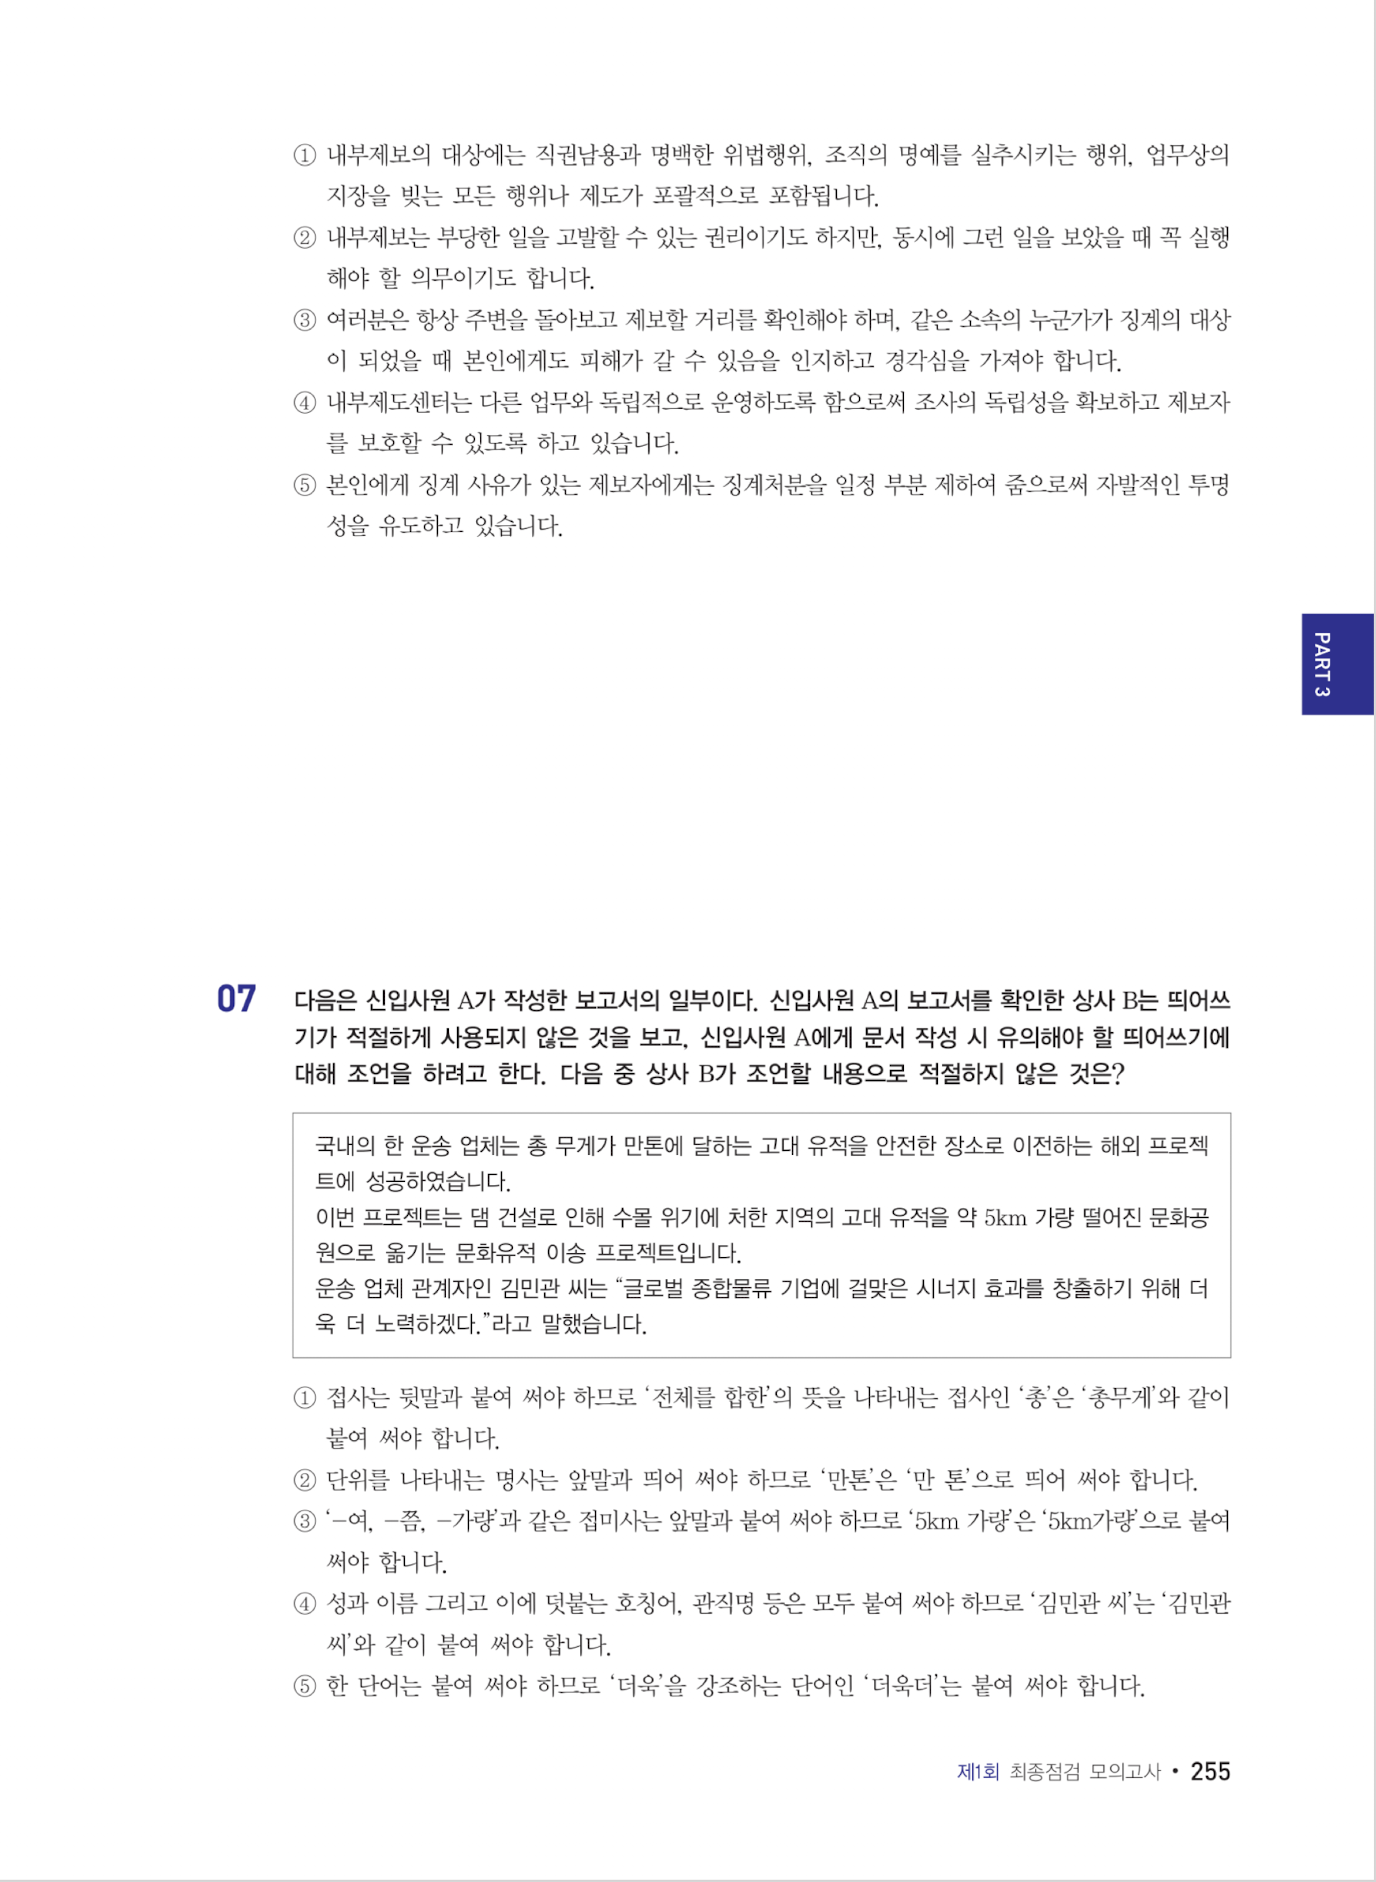 ① 내부제보의 대상에는 직권남용과 명백한 위법행위, 조직의 명예를 실추시키는 행위, 업무상의
지장을 빚는 모든 행위나 제도가 포괄적으로 포함됩니다.
② 내부제보는 부당한 일을 고발할 수 있는 권리이기도 하지만, 동시에 그런 일을 보았을 때 꼭 실행
해야 할 의무이기도 합니다.
③ 여러분은 항상 주변을 돌아보고 제보할 거리를 확인해야 하며, 같은 소속의 누군가가 징계의 대상
이 되었을 때 본인에게도 피해가 갈 수 있음을 인지하고 경각심을 가져야 합니다.
④ 내부제도센터는 다른 업무와 독립적으로 운영하도록 함으로써 조사의 독립성을 확보하고 제보자
를 보호할 수 있도록 하고 있습니다.
⑤ 본인에게 징계 사유가 있는 제보자에게는 징계처분을 일정 부분 제하여 줌으로써 자발적인 투명
성을 유도하고 있습니다.
PART 3
07 다음은 신입사원 A가 작성한 보고서의 일부이다. 신입사원 A의 보고서를 확인한 상사 B는 띄어쓰
기가 적절하게 사용되지 않은 것을 보고, 신입사원 A에게 문서 작성 시 유의해야 할 띄어쓰기에
대해 조언을 하려고 한다. 다음 중 상사 B가 조언할 내용으로 적절하지 않은 것은?
국내의 한 운송 업체는 총 무게가 만톤에 달하는 고대 유적을 안전한 장소로 이전하는 해외 프로젝
트에 성공하였습니다.
이번 프로젝트는 댐 건설로 인해 수몰 위기에 처한 지역의 고대 유적을 약 5km 가량 떨어진 문화공
원으로 옮기는 문화유적 이송 프로젝트입니다.
운송 업체 관계자인 김민관 씨는 “글로벌 종합물류 기업에 걸맞은 시너지 효과를 창출하기 위해 더
욱 더 노력하겠다.”라고 말했습니다.
① 접사는 뒷말과 붙여 써야 하므로 ‘전체를 합한’의 뜻을 나타내는 접사인 ‘총’은 ‘총무게’와 같이
붙여 써야 합니다.
② 단위를 나타내는 명사는 앞말과 띄어 써야 하므로 ‘만톤’은 ‘만 톤’으로 띄어 써야 합니다.
③ ‘-여, -쯤, -가량’과 같은 접미사는 앞말과 붙여 써야 하므로 ‘5km 가량’은 ‘5km가량’으로 붙여
써야 합니다.
④ 성과 이름 그리고 이에 덧붙는 호칭어, 관직명 등은 모두 붙여 써야 하므로 ‘김민관 씨’는 ‘김민관
씨’와 같이 붙여 써야 합니다.
⑤ 한 단어는 붙여 써야 하므로 ‘더욱’을 강조하는 단어인 ‘더욱더’는 붙여 써야 합니다.
제1회 최종점검 모의고사 • 255